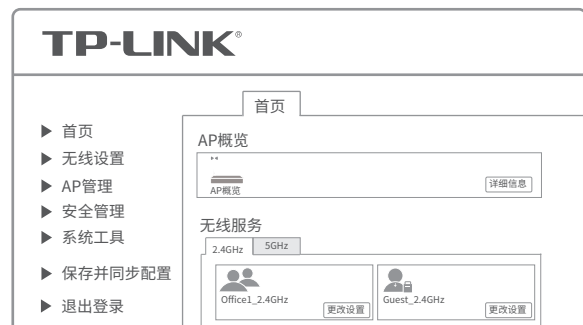 TP-LINK®
首页
首页
无线设置
AP管理
安全管理
系统工具
保存并同步配置
退出登录
AP概览
AP概览
详细信息
无线服务
2.4GHz 5GHz
Office1_2.4GHz
更改设置
Guest_2.4GHz
更改设置